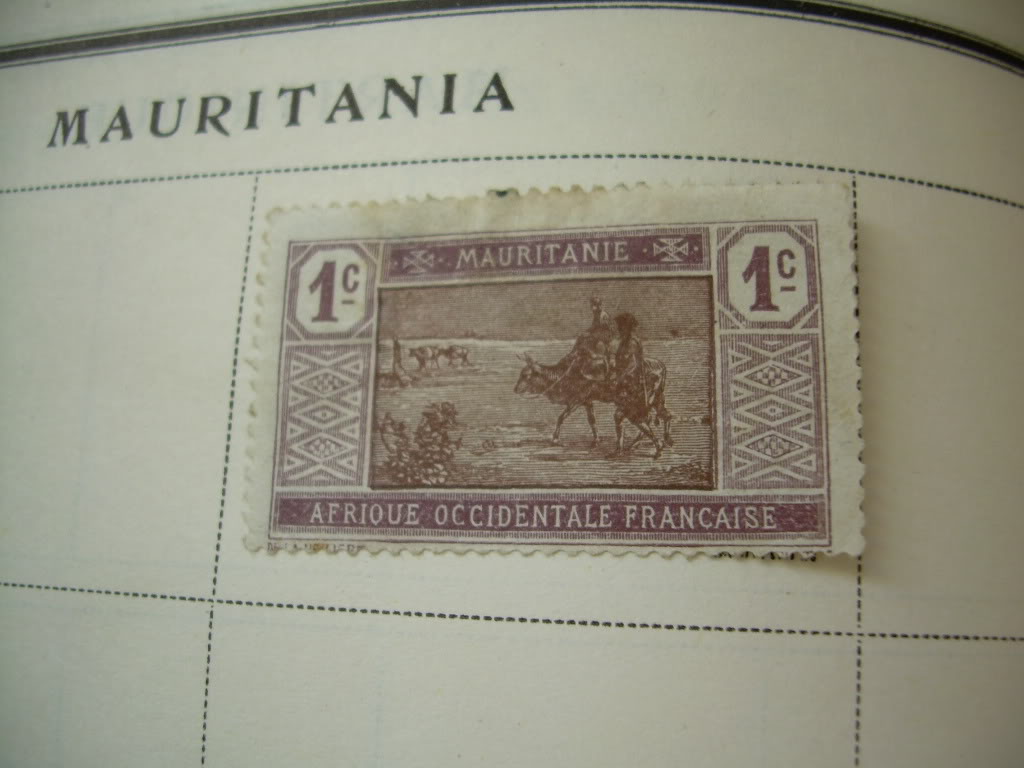 MAURITANIA
1c MAURITANIE 1c
AFRIQUE OCCIDENTALE FRANCAISE